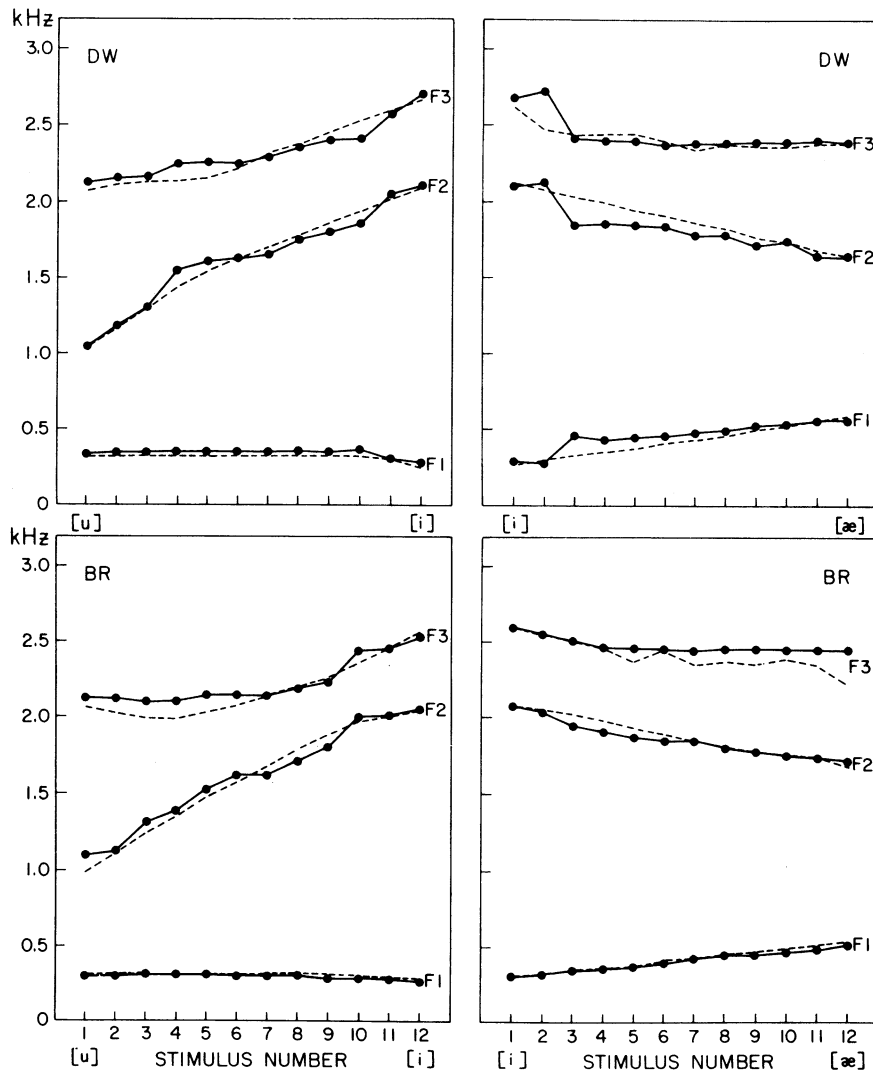 kHz
3.0
2.5
2.0
1.5
1.0
0.5
0
DW
F3
F2
F1
[u] [i]
DW
F3
F2
F1
[i] [æ]
kHz
3.0
2.5
2.0
1.5
1.0
0.5
0
BR
F3
F2
F1
1 2 3 4 5 6 7 8 9 10 11 12
[u] STIMULUS NUMBER [i]
BR
F3
F2
F1
1 2 3 4 5 6 7 8 9 10 11 12
[i] STIMULUS NUMBER [æ]